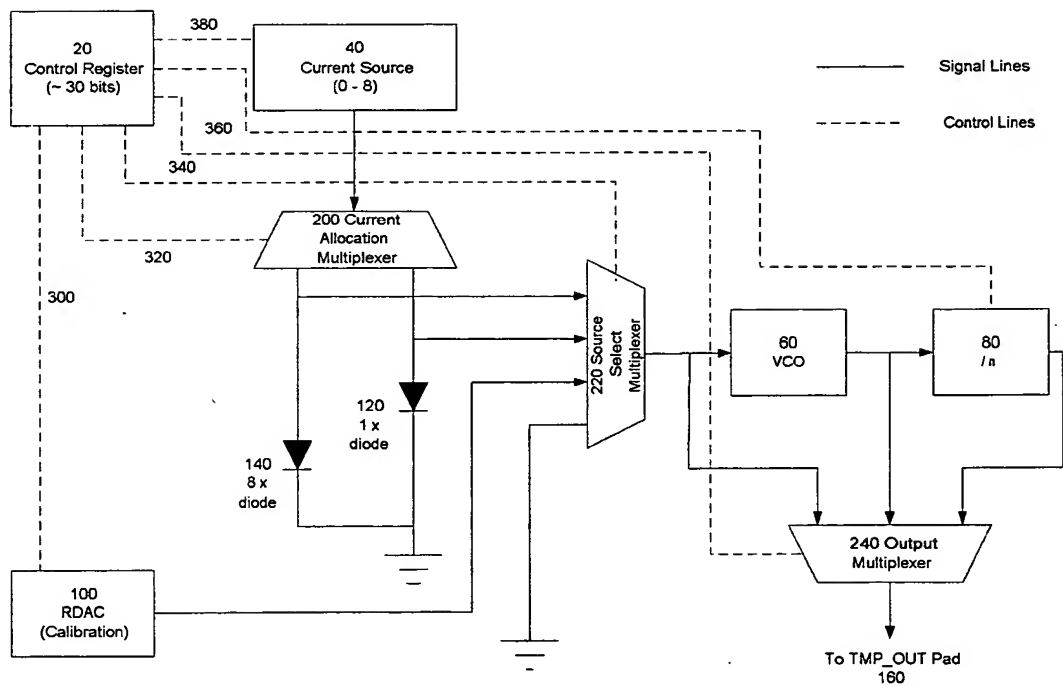 20
Control Register
(~ 30 bits)
380
40
Current Source
(0 - 8)
Signal Lines
Control Lines
360
340
320
300
200 Current
Allocation
Multiplexer
220 Source
Select
Multiplexer
60
VCO
80
/ n
120
1 x
diode
140
8 x
diode
240 Output
Multiplexer
100
RDAC
(Calibration)
To TMP_OUT Pad
160